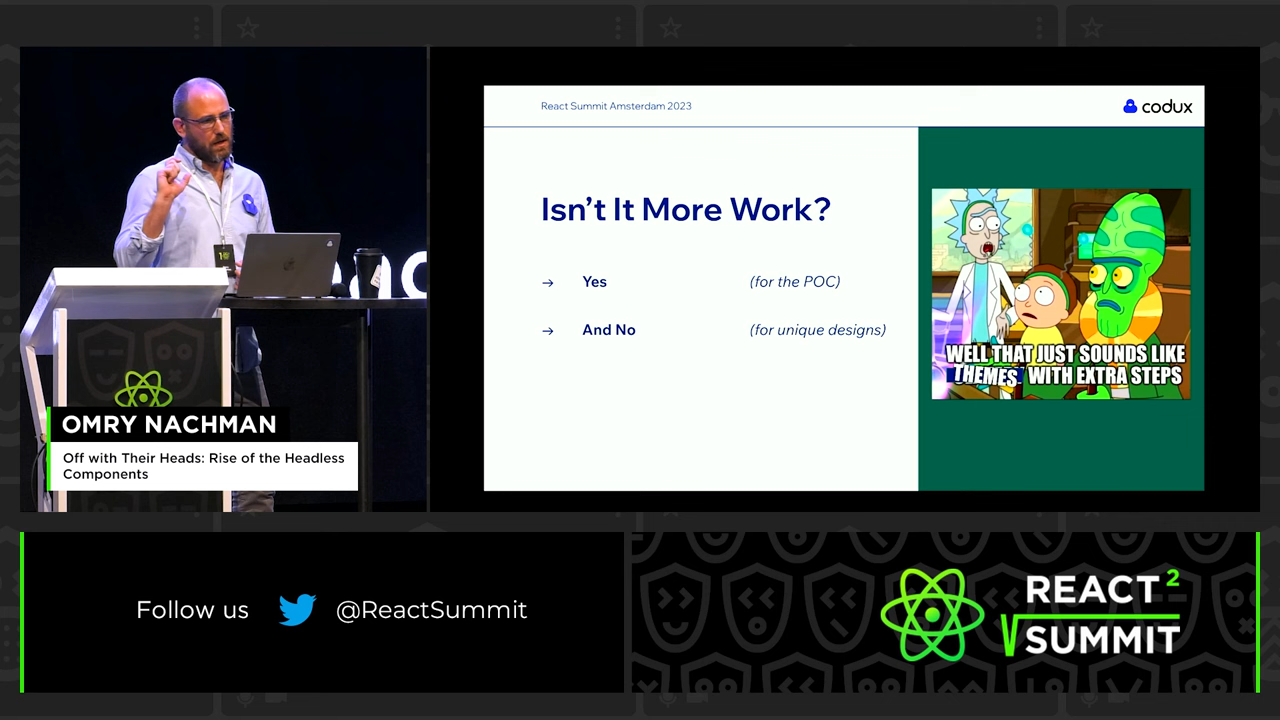 React Summit Amsterdam 2023
codux
Isn't It More Work?
→ Yes (for the POC)
→ And No (for unique designs)
WELL THAT JUST SOUNDS LIKE
THEMES WITH EXTRA STEPS
OMRY NACHMAN
Off with Their Heads: Rise of the Headless
Components
Follow us @ReactSummit
REACT 2
SUMMIT